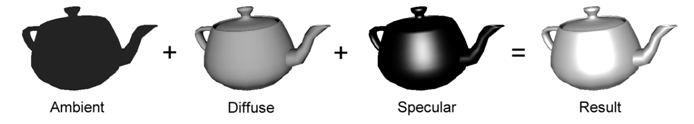 + + =
Ambient Diffuse Specular Result